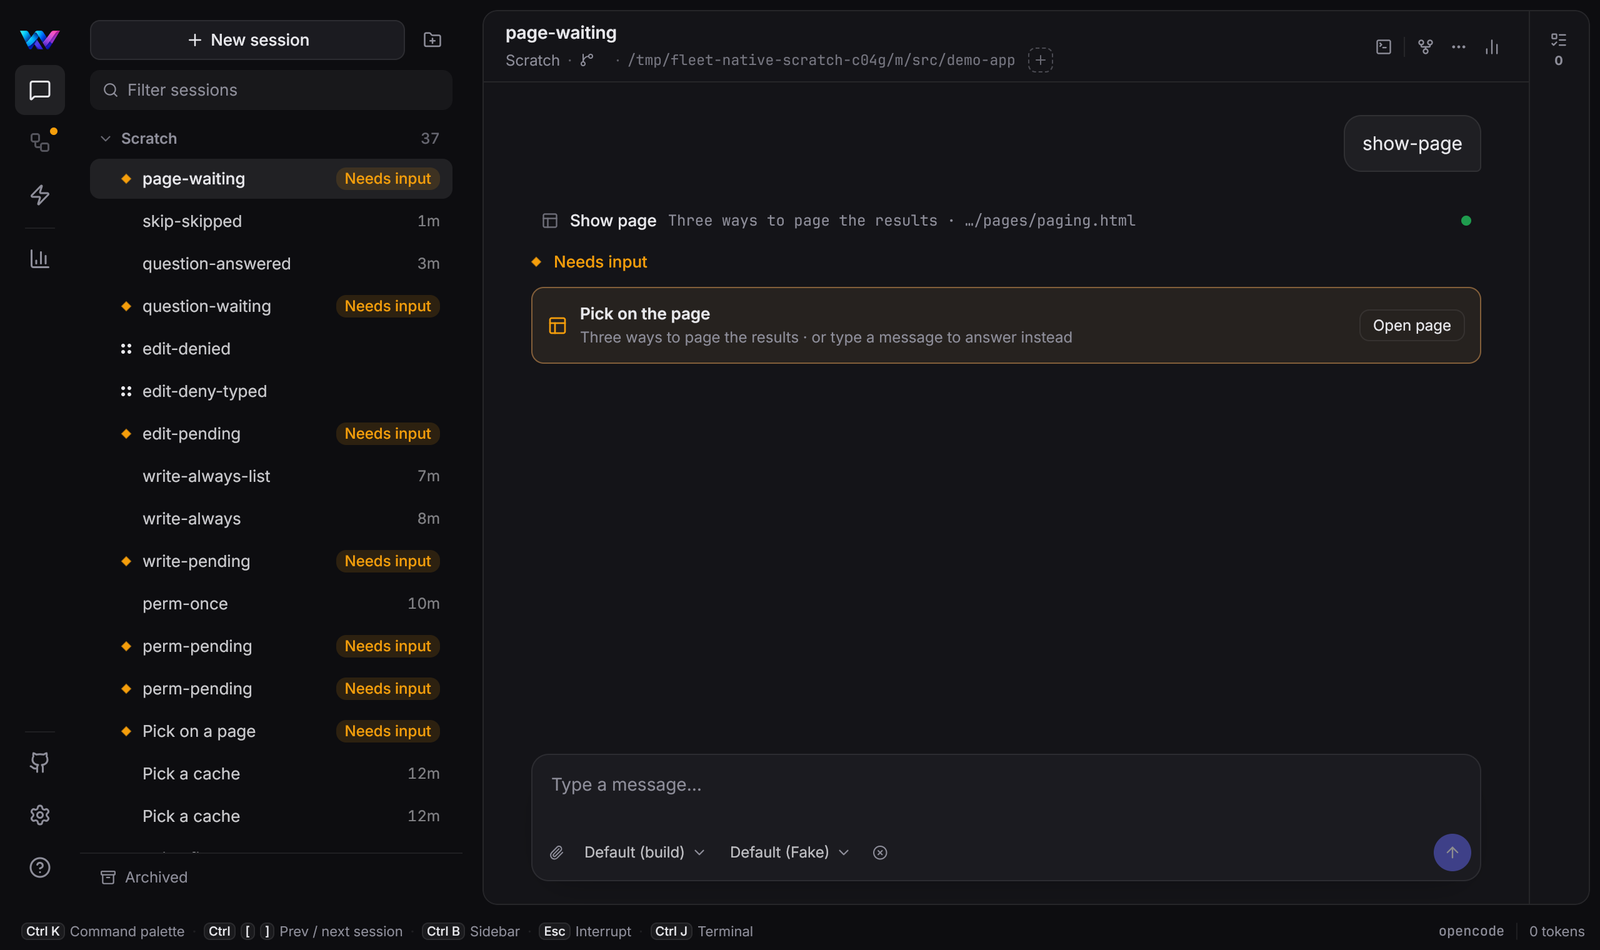 New session
Filter sessions
Scratch 37
page-waiting Needs input
skip-skipped 1m
question-answered 3m
question-waiting Needs input
edit-denied
edit-deny-typed
edit-pending Needs input
write-always-list 7m
write-always 8m
write-pending Needs input
perm-once 10m
perm-pending Needs input
perm-pending Needs input
Pick on a page Needs input
Pick a cache 12m
Pick a cache 12m
Archived
page-waiting
Scratch · · /tmp/fleet-native-scratch-c04g/m/src/demo-app
0
show-page
Show page Three ways to page the results · …/pages/paging.html
Needs input
Pick on the page
Three ways to page the results · or type a message to answer instead
Open page
Type a message...
Default (build) Default (Fake)
Ctrl K Command palette · Ctrl [ ] Prev / next session · Ctrl B Sidebar · Esc Interrupt · Ctrl J Terminal
opencode 0 tokens